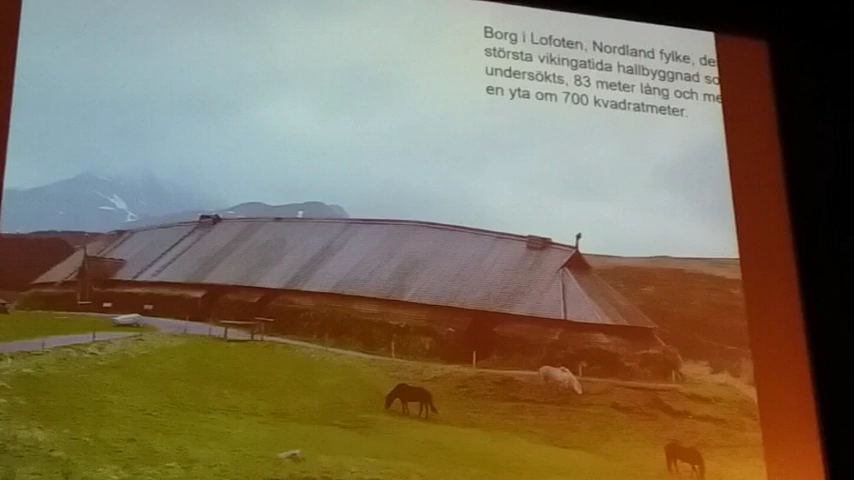 Borg i Lofoten, Nordland fylke, de
största vikingatida hallbyggnad so
undersökts, 83 meter lång och me
en yta om 700 kvadratmeter.